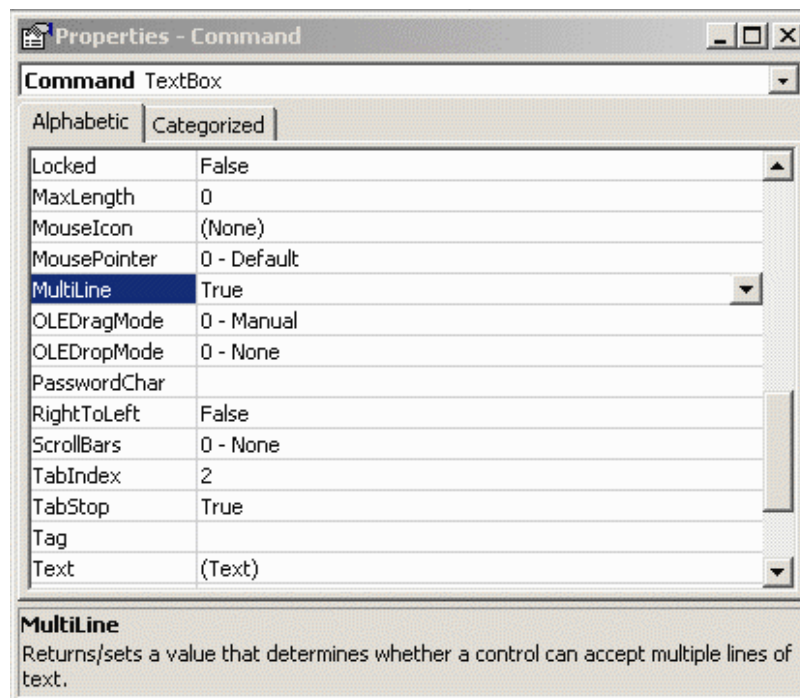 Properties - Command
Command TextBox
Alphabetic Categorized
Locked False
MaxLength 0
MouseIcon (None)
MousePointer 0 - Default
MultiLine True
OLEDragMode 0 - Manual
OLEDropMode 0 - None
PasswordChar
RightToLeft False
ScrollBars 0 - None
TabIndex 2
TabStop True
Tag
Text (Text)
MultiLine
Returns/sets a value that determines whether a control can accept multiple lines of
text.